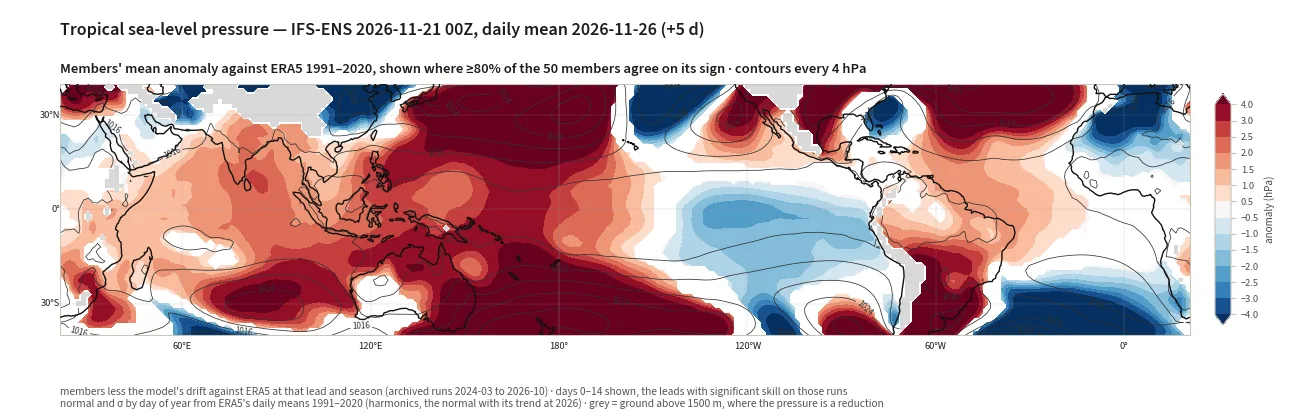 Tropical sea-level pressure — IFS-ENS 2026-11-21 00Z, daily mean 2026-11-26 (+5 d)
Members' mean anomaly against ERA5 1991–2020, shown where ≥80% of the 50 members agree on its sign · contours every 4 hPa
30°N
0°
30°S
60°E
120°E
180°
120°W
60°W
0°
1016
1016
1016
1016
1016
1024
4.0
3.0
2.5
2.0
1.5
1.0
0.5
−0.5
−1.0
−1.5
−2.0
−2.5
−3.0
−4.0
anomaly (hPa)
members less the model's drift against ERA5 at that lead and season (archived runs 2024-03 to 2026-10) · days 0–14 shown, the leads with significant skill on those runs
normal and σ by day of year from ERA5's daily means 1991–2020 (harmonics, the normal with its trend at 2026) · grey = ground above 1500 m, where the pressure is a reduction